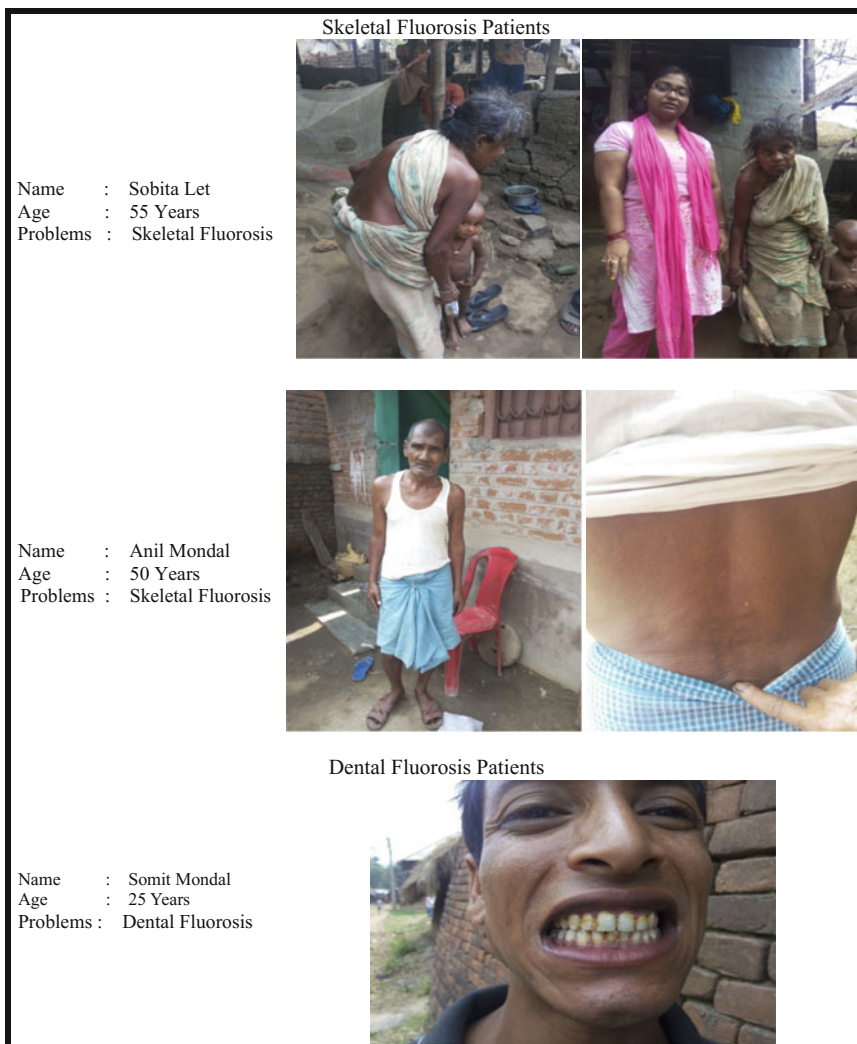 Skeletal Fluorosis Patients
Name : Sobita Let
Age : 55 Years
Problems : Skeletal Fluorosis
Name : Anil Mondal
Age : 50 Years
Problems : Skeletal Fluorosis
Dental Fluorosis Patients
Name : Somit Mondal
Age : 25 Years
Problems : Dental Fluorosis